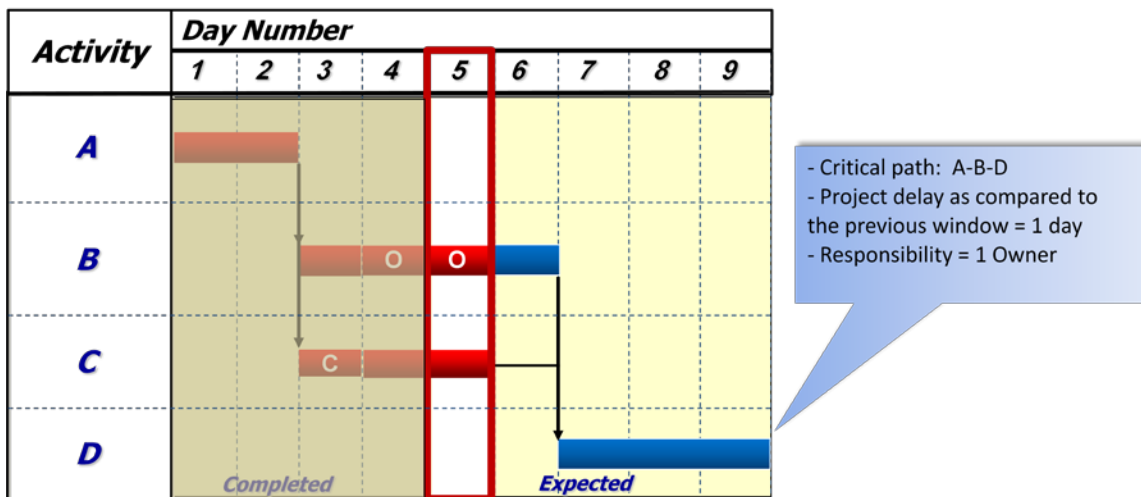 Activity
Day Number
1 2 3 4 5 6 7 8 9
A
B
O O
C
C
D
Completed
Expected
- Critical path: A-B-D
- Project delay as compared to
the previous window = 1 day
- Responsibility = 1 Owner